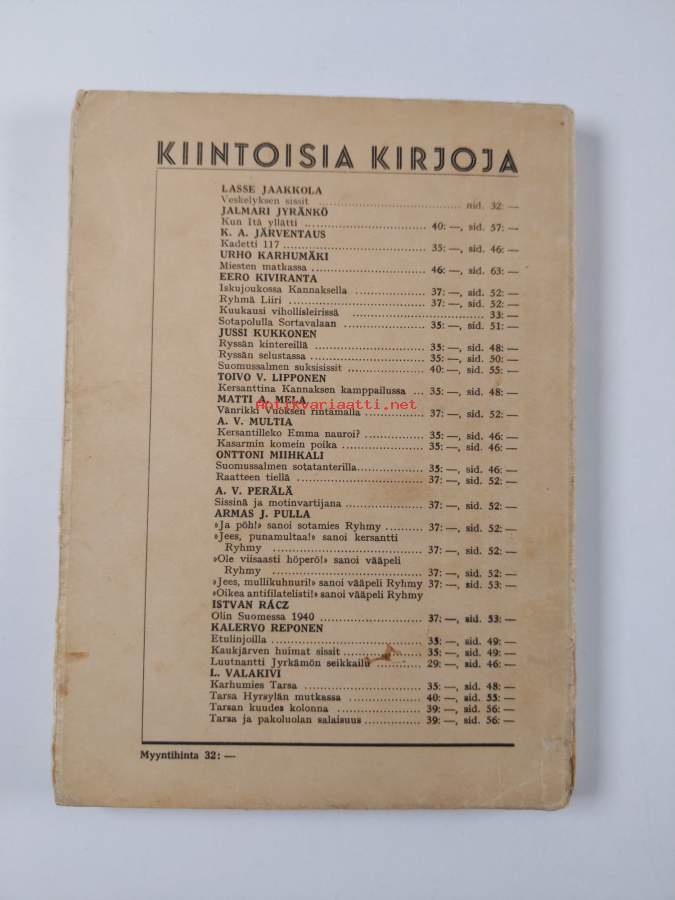 KIINTOISIA KIRJOJA
LASSE JAAKKOLA
Veskelyksen sissit ........ nid. 32: —
JALMARI JYRÄNKÖ
Kun Itä yllätti ........ 40: —, sid. 57: —
K. A. JÄRVENTAUS
Kadetti 117 ........ 35: —, sid. 46: —
URHO KARHUMÄKI
Miesten matkassa ........ 46: —, sid. 63: —
EERO KIVIRANTA
Iskujoukossa Kannaksella ........ 37: —, sid. 52: —
Ryhmä Liiri ........ 37: —, sid. 52: —
Kuukausi vihollisleirissä ........ 33: —
Sotapolulla Sortavalaan ........ 35: —, sid. 51: —
JUSSI KUKKONEN
Ryssän kintereillä ........ 35: —, sid. 48: —
Ryssän selustassa ........ 35: —, sid. 50: —
Suomussalmen suksisissit ........ 40: —, sid. 55: —
TOIVO V. LIPPONEN
Kersanttina Kannaksen kamppailussa ... 35: —, sid. 48: —
MATTI A. MELA
antikvariaatti.net
Vänrikki Vuoksen rintamalla ........ 37: —, sid. 52: —
A. V. MULTIA
Kersantilleko Emma nauroi? ........ 35: —, sid. 46: —
Kasarmin komein poika ........ 35: —, sid. 46: —
ONTTONI MIIHKALI
Suomussalmen sotatanterilla ........ 35: —, sid. 46: —
Raatteen tiellä ........ 37: —, sid. 52: —
A. V. PERÄLÄ
Sissinä ja motinvartijana ........ 37: —, sid. 52: —
ARMAS J. PULLA
»Ja pöh!» sanoi sotamies Ryhmy ........ 37: —, sid. 52: —
»Jees, punamultaa!» sanoi kersantti
Ryhmy ........ 37: —, sid. 52: —
»Ole viisaasti höperö!» sanoi vääpeli
Ryhmy ........ 37: —, sid. 52: —
»Jees, mullikuhnuri!» sanoi vääpeli Ryhmy 37: —, sid. 53: —
»Oikea antifilatelisti!» sanoi vääpeli Ryhmy
ISTVAN RÁCZ
Olin Suomessa 1940 ........ 37: —, sid. 53: —
KALERVO REPONEN
Etulinjoilla ........ 35: —, sid. 49: —
Kaukjärven huimat sissit ........ 35: —, sid. 49: —
Luutnantti Jyrkämön seikkailu ........ 29: —, sid. 46: —
L. VALAKIVI
Karhumies Tarsa ........ 35: —, sid. 48: —
Tarsa Hyrsylän mutkassa ........ 40: —, sid. 55: —
Tarsan kuudes kolonna ........ 39: —, sid. 56: —
Tarsa ja pakoluolan salaisuus ........ 39: —, sid. 56: —
Myyntihinta 32: —